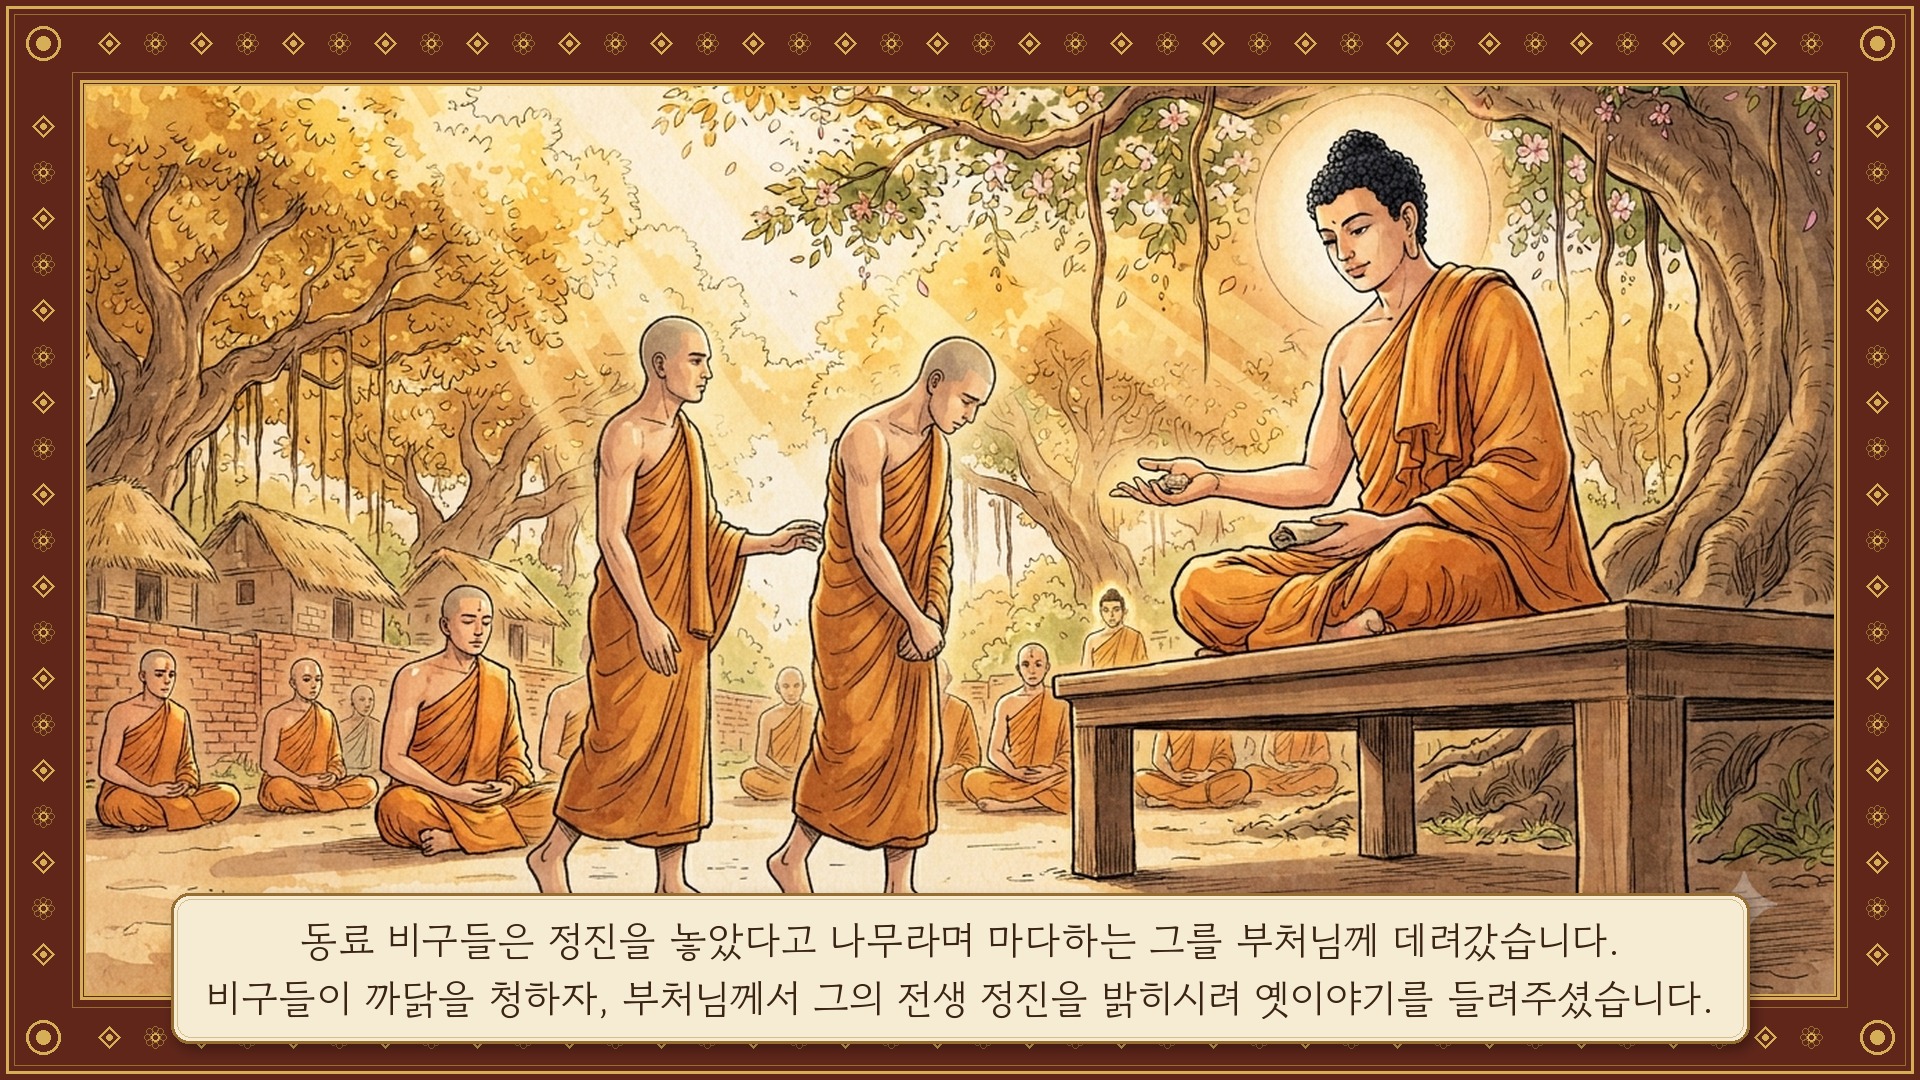 동료 비구들은 정진을 놓았다고 나무라며 마다하는 그를 부처님께 데려갔습니다.
비구들이 까닭을 청하자, 부처님께서 그의 전생 정진을 밝히시려 옛이야기를 들려주셨습니다.